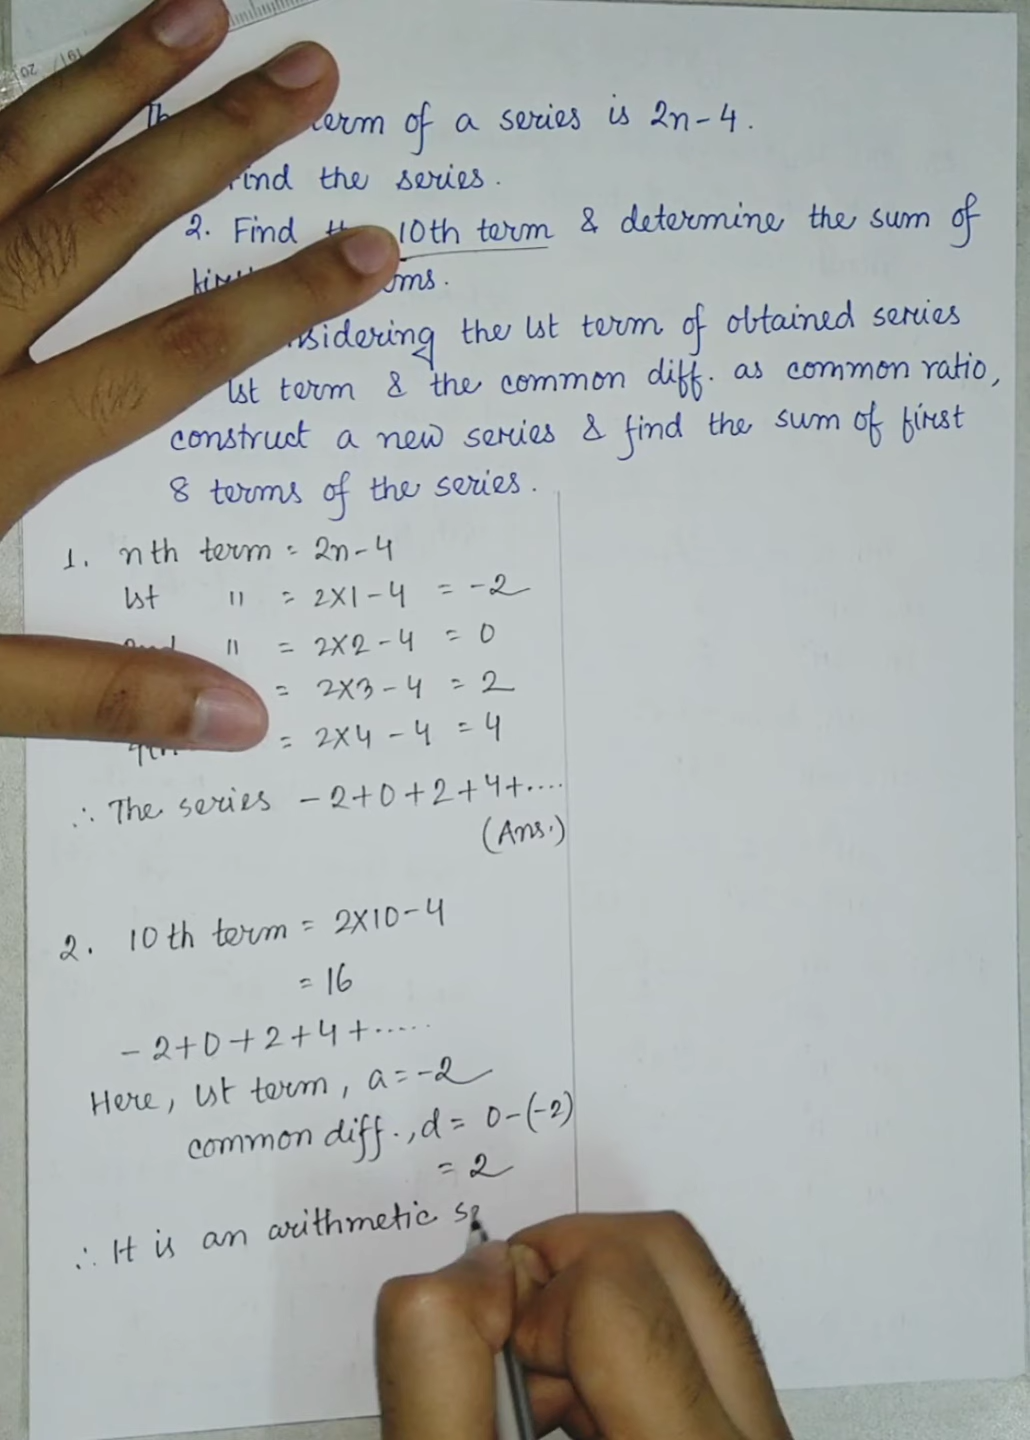 19 20
term of a series is 2n-4.
the series.
2. Find 10th term & determine the sum of
the 1st term of obtained series
1st term & the common diff. as common ratio,
construct a new series & find the sum of first
8 terms of the series.
1. nth term = 2n-4
1st " = 2×1-4 = -2
" = 2×2-4 = 0
= 2×3-4 = 2
= 2×4-4 = 4
∴ The series -2+0+2+4+....
(Ans.)
2. 10th term = 2×10-4
= 16
-2+0+2+4+.....
Here, 1st term, a=-2
common diff., d= 0-(-2)
= 2
∴ It is an arithmetic